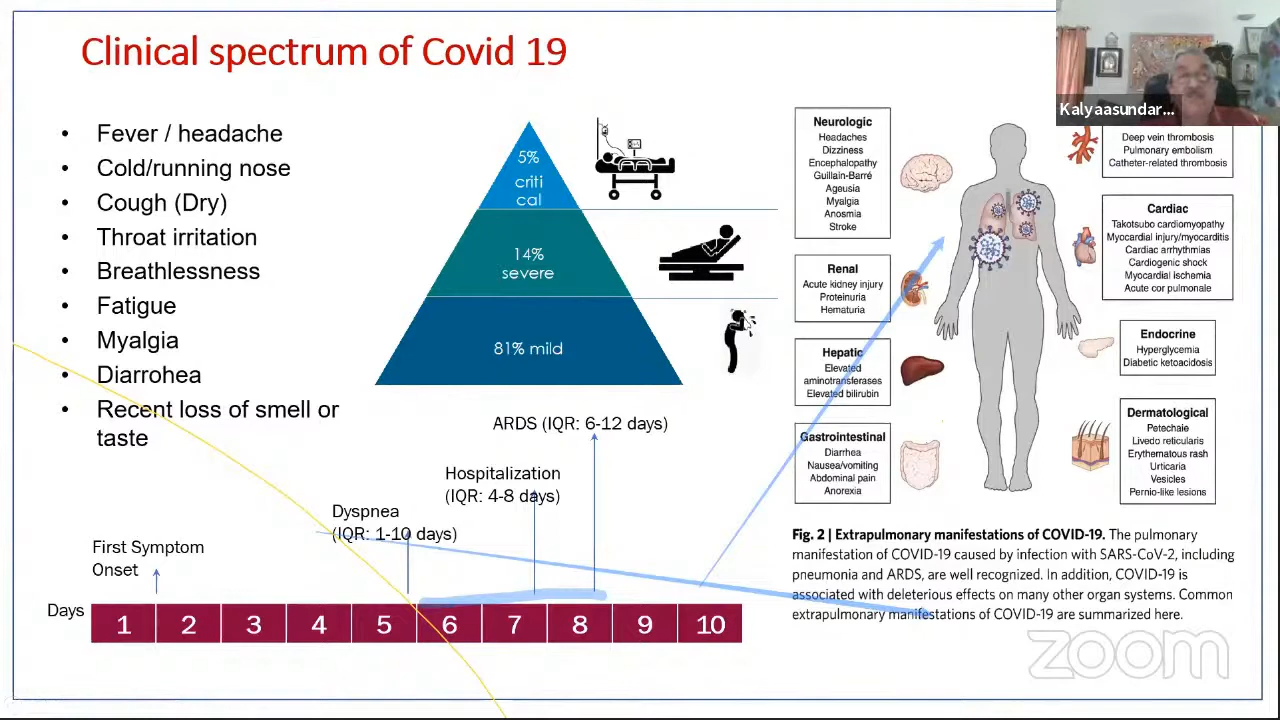 Clinical spectrum of Covid 19
Kalyaasundar...
• Fever / headache
• Cold/running nose
• Cough (Dry)
• Throat irritation
• Breathlessness
• Fatigue
• Myalgia
• Diarrohea
• Recent loss of smell or
taste
5%
criti
cal
14%
severe
81% mild
ARDS (IQR: 6-12 days)
Hospitalization
(IQR: 4-8 days)
Dyspnea
(IQR: 1-10 days)
First Symptom
Onset
Days 1 2 3 4 5 6 7 8 9 10
Neurologic
Headaches
Dizziness
Encephalopathy
Guillain-Barré
Ageusia
Myalgia
Anosmia
Stroke
Renal
Acute kidney injury
Proteinuria
Hematuria
Hepatic
Elevated
aminotransferases
Elevated bilirubin
Gastrointestinal
Diarrhea
Nausea/vomiting
Abdominal pain
Anorexia
Deep vein thrombosis
Pulmonary embolism
Catheter-related thrombosis
Cardiac
Takotsubo cardiomyopathy
Myocardial injury/myocarditis
Cardiac arrhythmias
Cardiogenic shock
Myocardial ischemia
Acute cor pulmonale
Endocrine
Hyperglycemia
Diabetic ketoacidosis
Dermatological
Petechiae
Livedo reticularis
Erythematous rash
Urticaria
Vesicles
Pernio-like lesions
Fig. 2 | Extrapulmonary manifestations of COVID-19. The pulmonary
manifestation of COVID-19 caused by infection with SARS-CoV-2, including
pneumonia and ARDS, are well recognized. In addition, COVID-19 is
associated with deleterious effects on many other organ systems. Common
extrapulmonary manifestations of COVID-19 are summarized here.
zoom